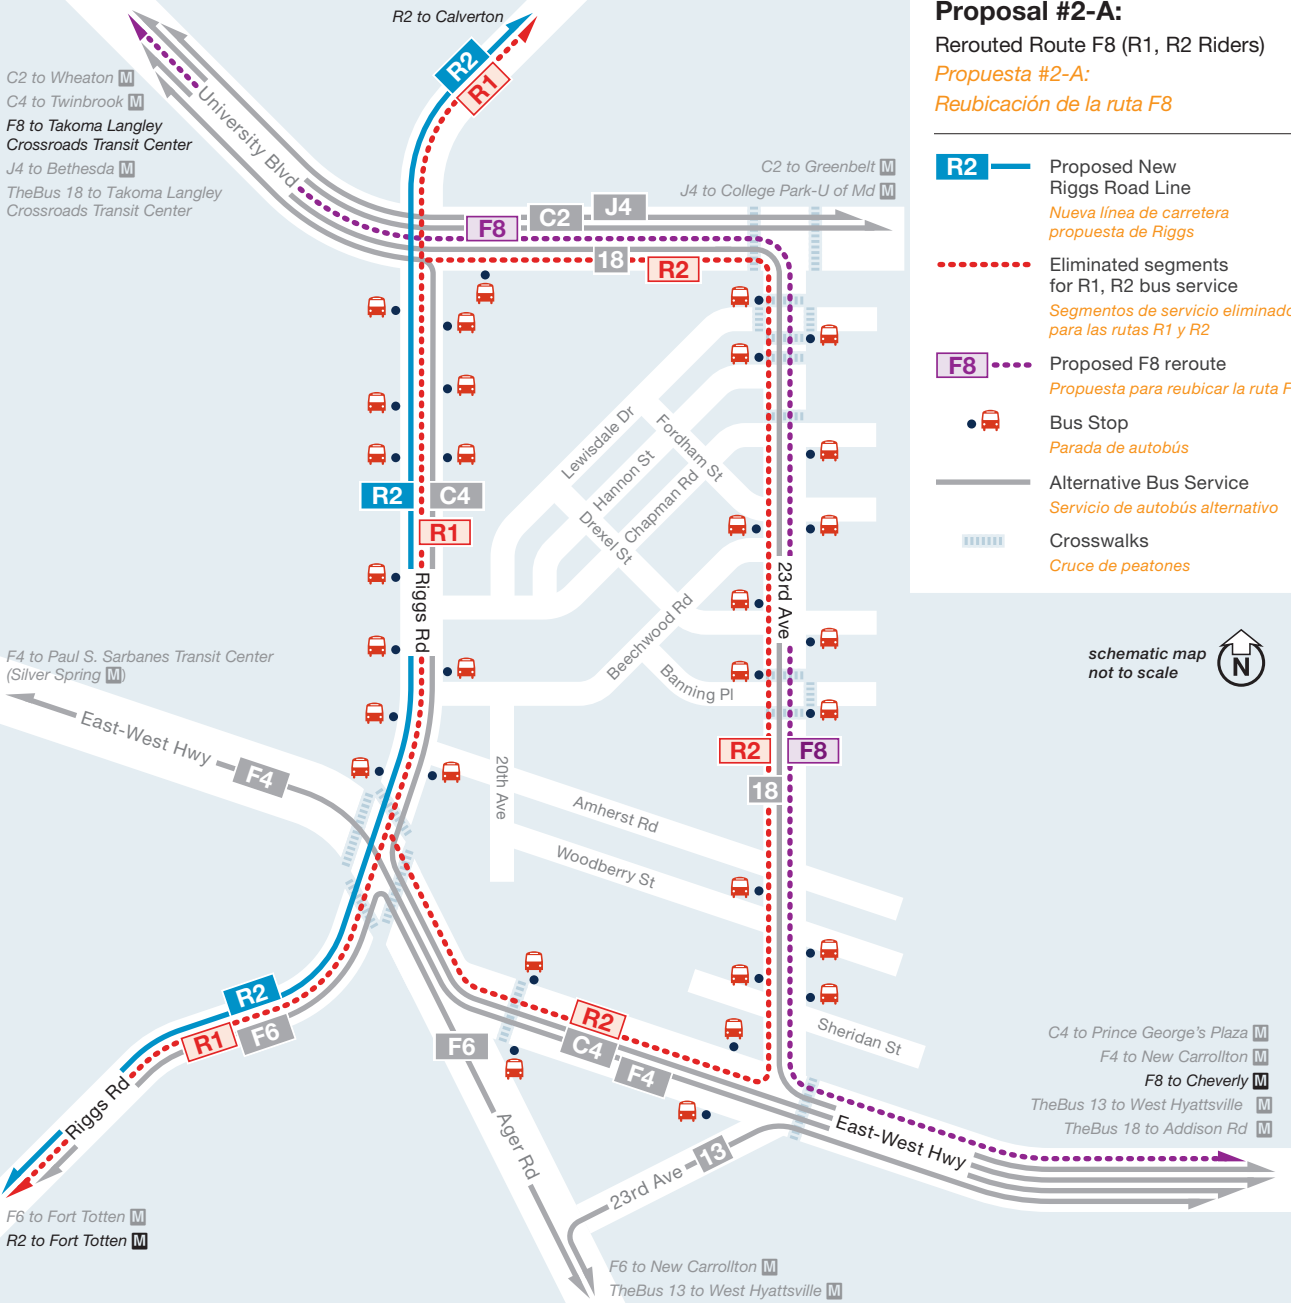 R2 to Calverton
Proposal #2-A:
Rerouted Route F8 (R1, R2 Riders)
Propuesta #2-A:
Reubicación de la ruta F8
R2
Proposed New
Riggs Road Line
Nueva línea de carretera
propuesta de Riggs
Eliminated segments
for R1, R2 bus service
Segmentos de servicio eliminado
para las rutas R1 y R2
F8
Proposed F8 reroute
Propuesta para reubicar la ruta F
Bus Stop
Parada de autobús
Alternative Bus Service
Servicio de autobús alternativo
Crosswalks
Cruce de peatones
schematic map
not to scale
N
C2 to Wheaton M
C4 to Twinbrook M
F8 to Takoma Langley
Crossroads Transit Center
J4 to Bethesda M
TheBus 18 to Takoma Langley
Crossroads Transit Center
University Blvd
R2
R1
C2 to Greenbelt M
J4 to College Park-U of Md M
F8
C2
J4
18
R2
Lewisdale Dr
Hannon St
Fordham St
Chapman Rd
Drexel St
R2
C4
R1
Riggs Rd
23rd Ave
Beechwood Rd
Banning Pl
F4 to Paul S. Sarbanes Transit Center
(Silver Spring M)
East-West Hwy
F4
R2
F8
18
20th Ave
Amherst Rd
Woodberry St
Sheridan St
R2
R1
F6
R2
C4
F4
F6
Riggs Rd
Ager Rd
23rd Ave
13
East-West Hwy
C4 to Prince George's Plaza M
F4 to New Carrollton M
F8 to Cheverly M
TheBus 13 to West Hyattsville M
TheBus 18 to Addison Rd M
F6 to Fort Totten M
R2 to Fort Totten M
F6 to New Carrollton M
TheBus 13 to West Hyattsville M